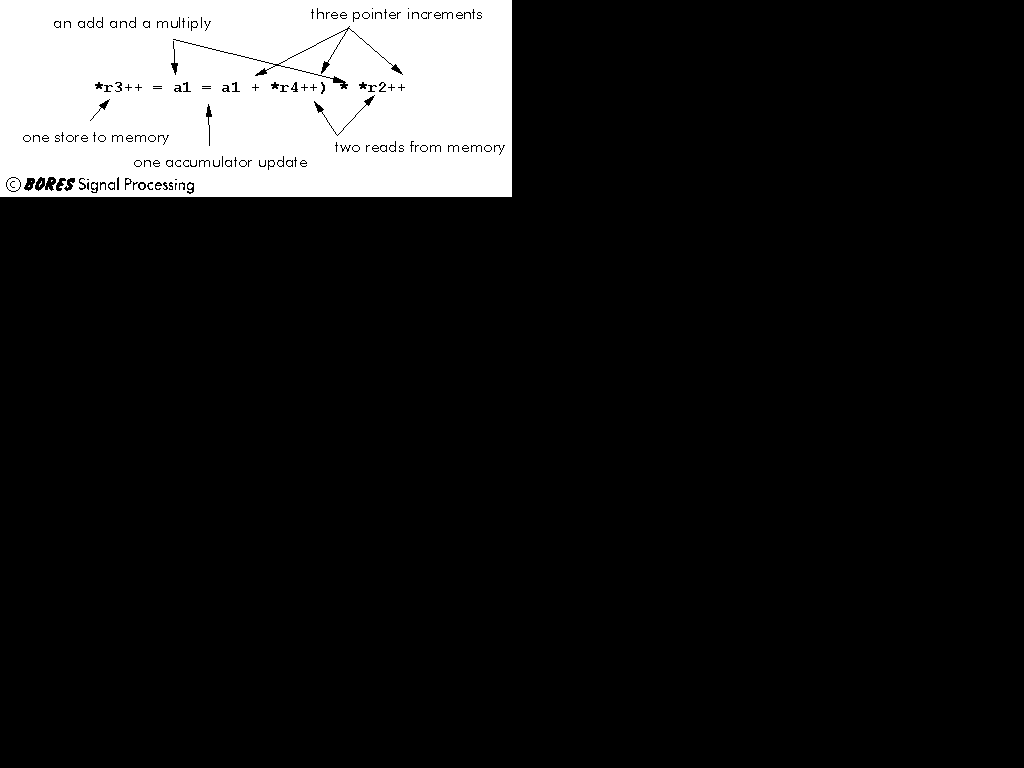 three pointer increments
an add and a multiply
*r3++ = a1 = a1 + *r4++) * *r2++
one store to memory
two reads from memory
one accumulator update
© BORES Signal Processing